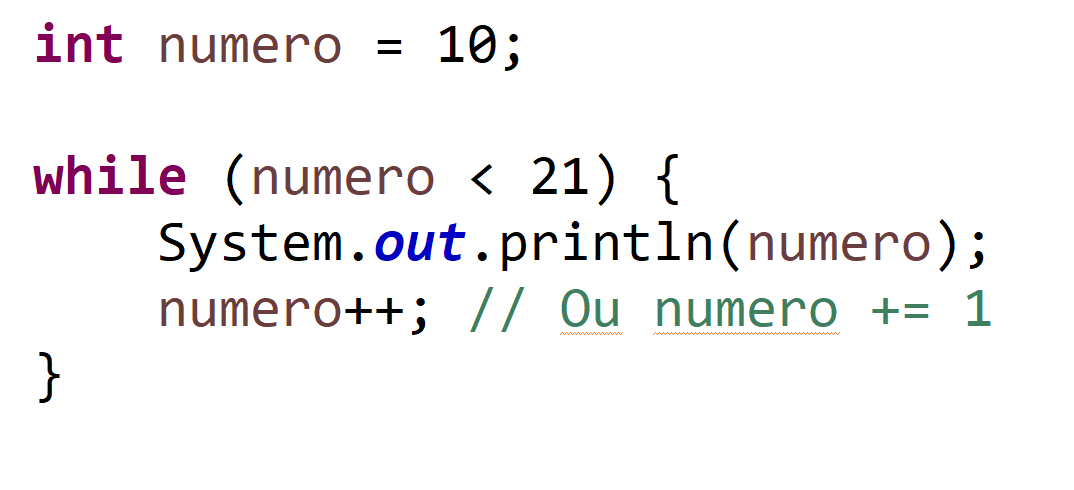 int numero = 10;
while (numero < 21) {
System.out.println(numero);
numero++; // Ou numero += 1
}